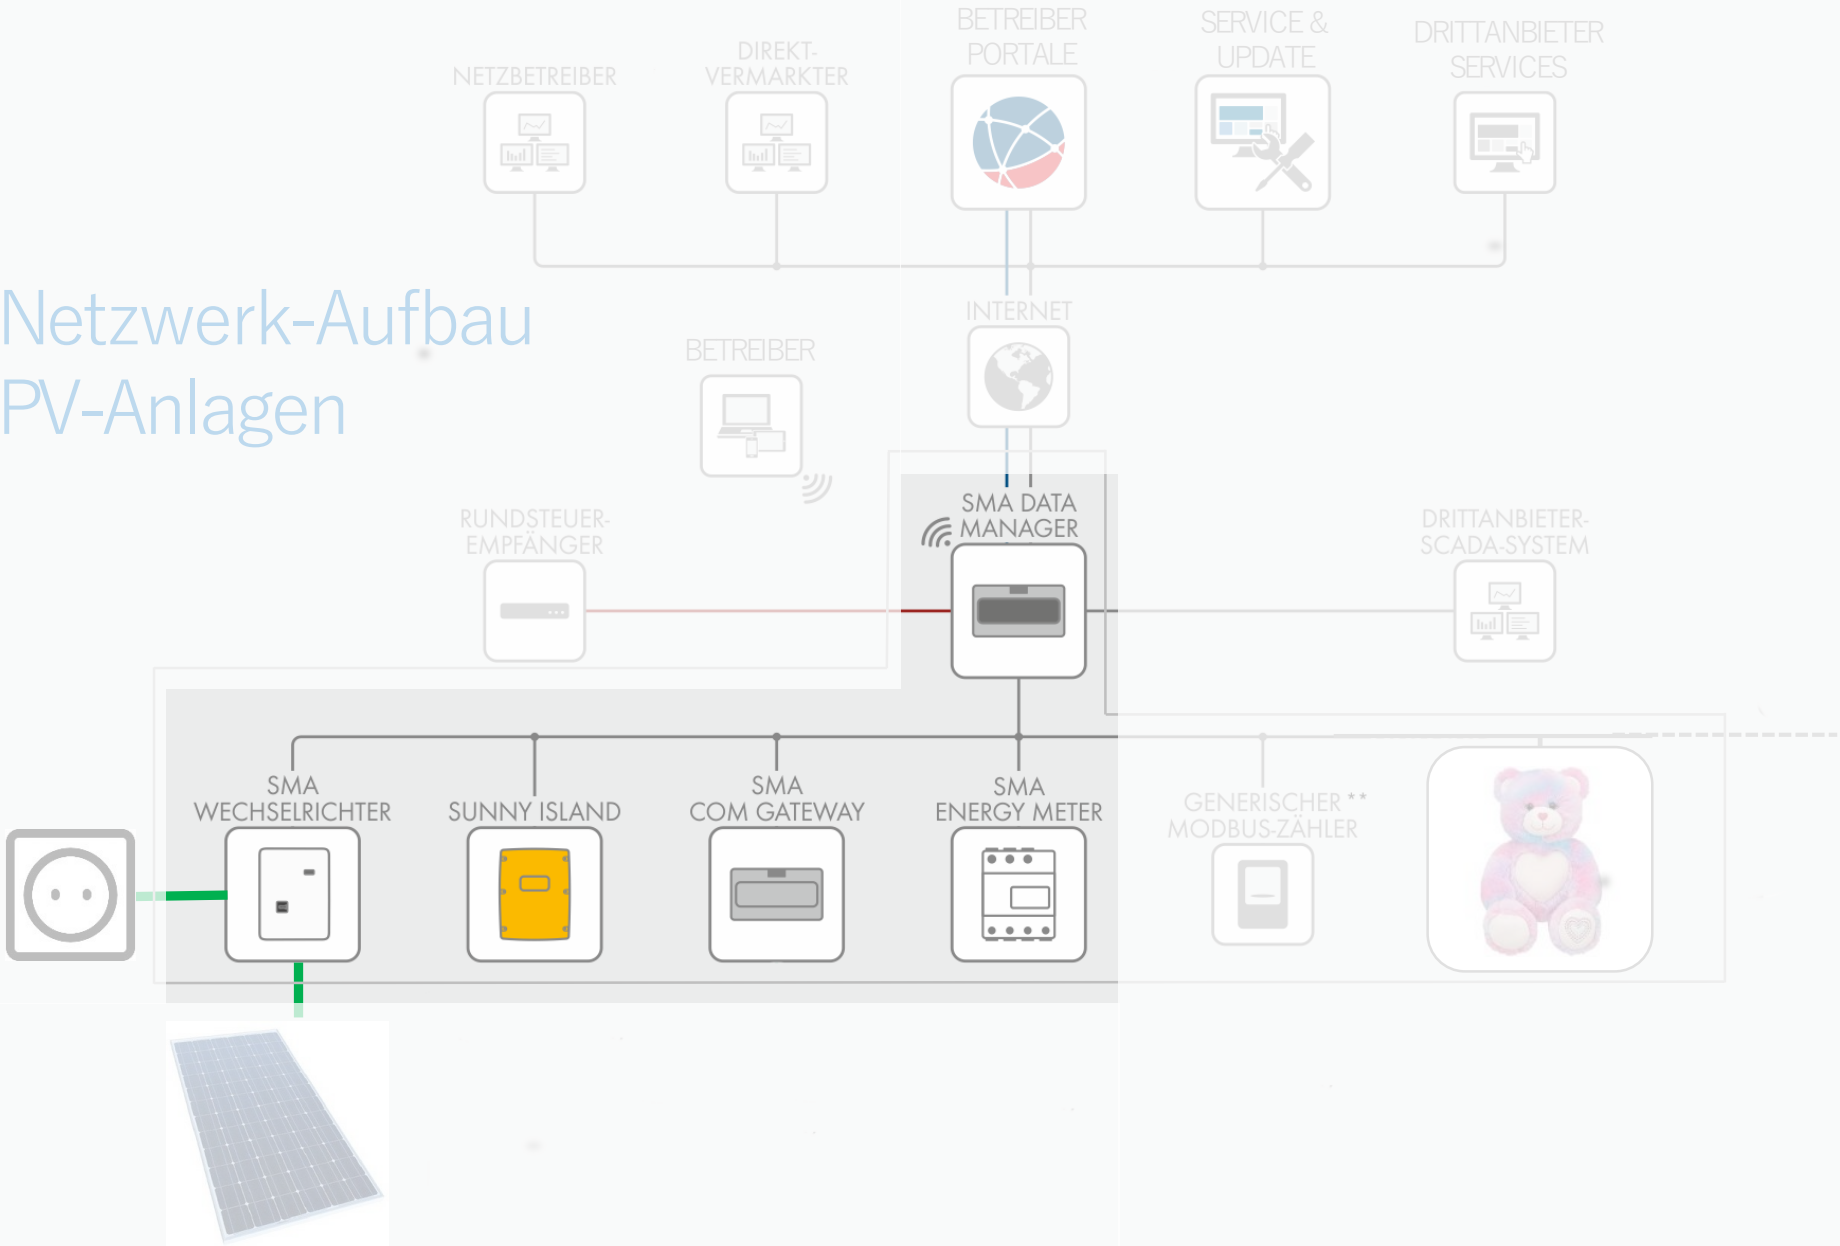 NETZBETREIBER
DIREKT-
VERMARKTER
BETREIBER
PORTALE
SERVICE &
UPDATE
DRITTANBIETER
SERVICES
Netzwerk-Aufbau
PV-Anlagen
INTERNET
BETREIBER
RUNDSTEUER-
EMPFÄNGER
SMA DATA
MANAGER
DRITTANBIETER-
SCADA-SYSTEM
SMA
WECHSELRICHTER
SUNNY ISLAND
SMA
COM GATEWAY
SMA
ENERGY METER
GENERISCHER **
MODBUS-ZÄHLER